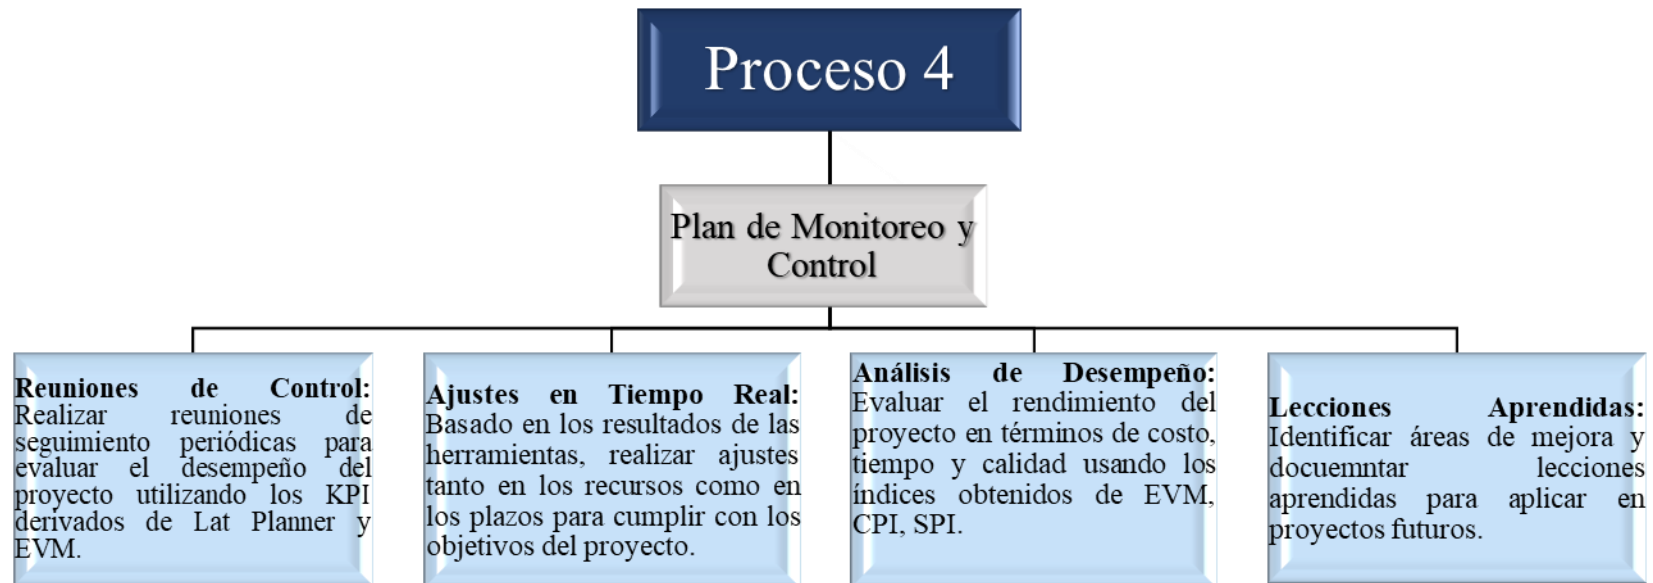 Proceso 4
Plan de Monitoreo y
Control
Reuniones de Control:
Realizar reuniones de
seguimiento periódicas para
evaluar el desempeño del
proyecto utilizando los KPI
derivados de Lat Planner y
EVM.
Ajustes en Tiempo Real:
Basado en los resultados de las
herramientas, realizar ajustes
tanto en los recursos como en
los plazos para cumplir con los
objetivos del proyecto.
Análisis de Desempeño:
Evaluar el rendimiento del
proyecto en términos de costo,
tiempo y calidad usando los
índices obtenidos de EVM,
CPI, SPI.
Lecciones Aprendidas:
Identificar áreas de mejora y
docuemntar lecciones
aprendidas para aplicar en
proyectos futuros.